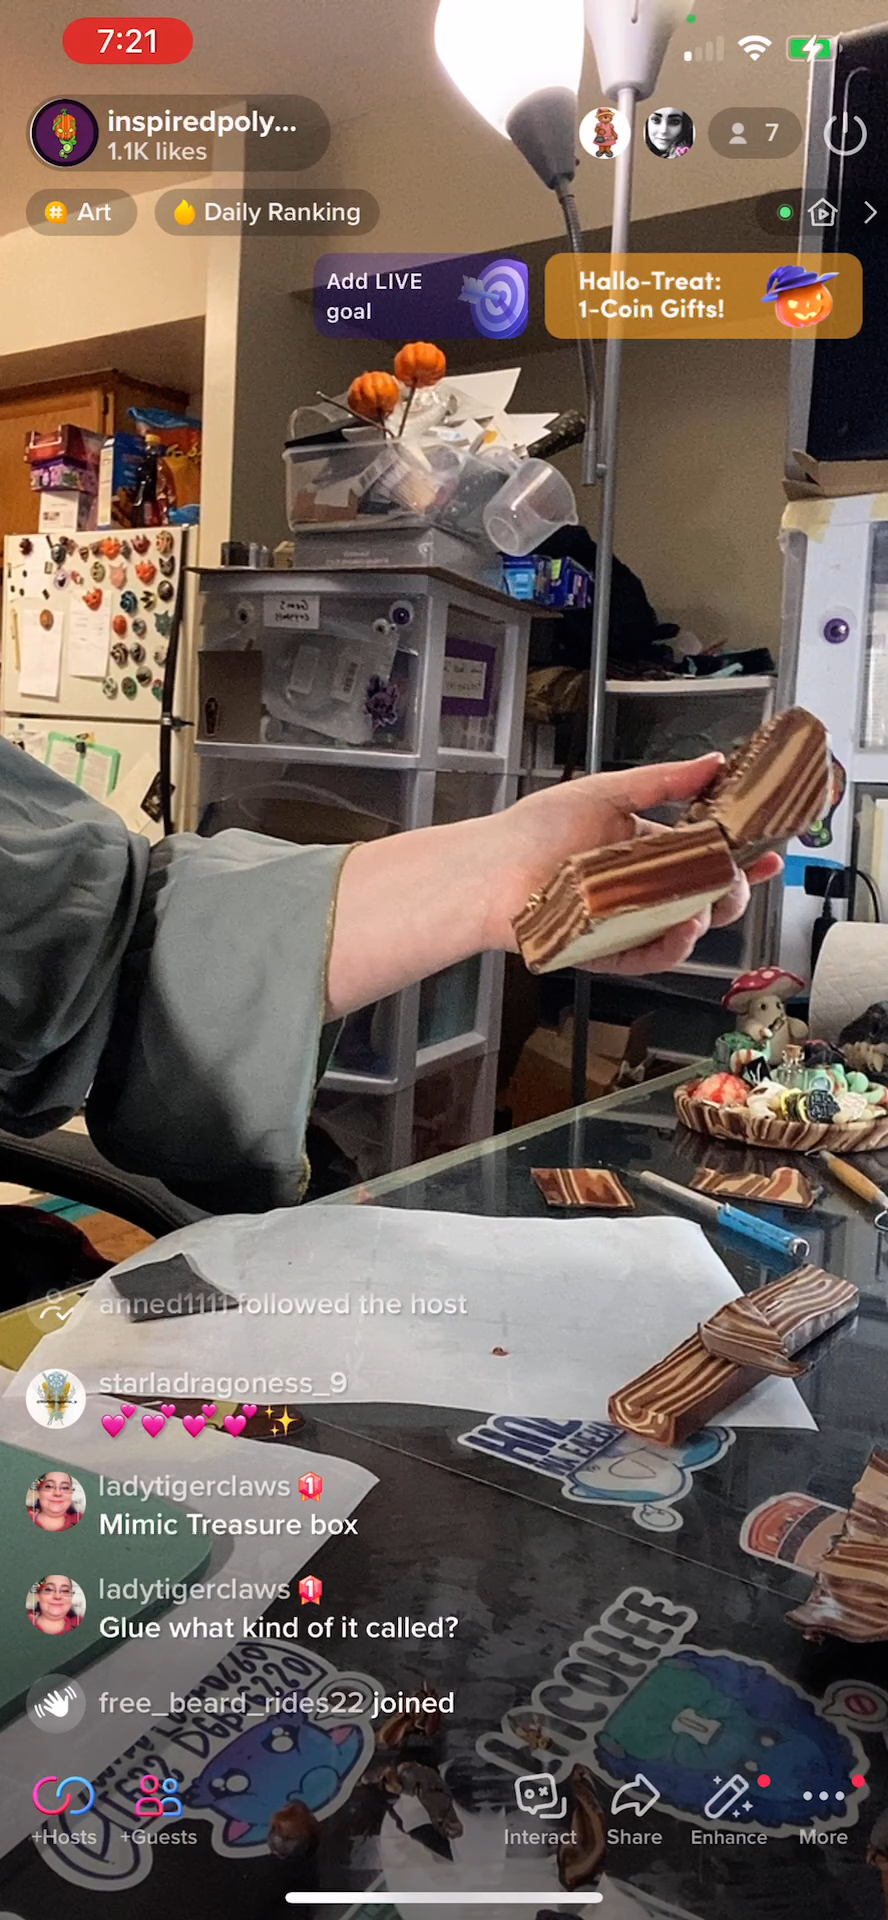 7:21
inspiredpoly...
1.1K likes
7
Art
Daily Ranking
Add LIVE
goal
Hallo-Treat:
1-Coin Gifts!
anned1111 followed the host
starladragoness_9
ladytigerclaws 1
Mimic Treasure box
ladytigerclaws 1
Glue what kind of it called?
free_beard_rides22 joined
+Hosts
+Guests
Interact
Share
Enhance
More